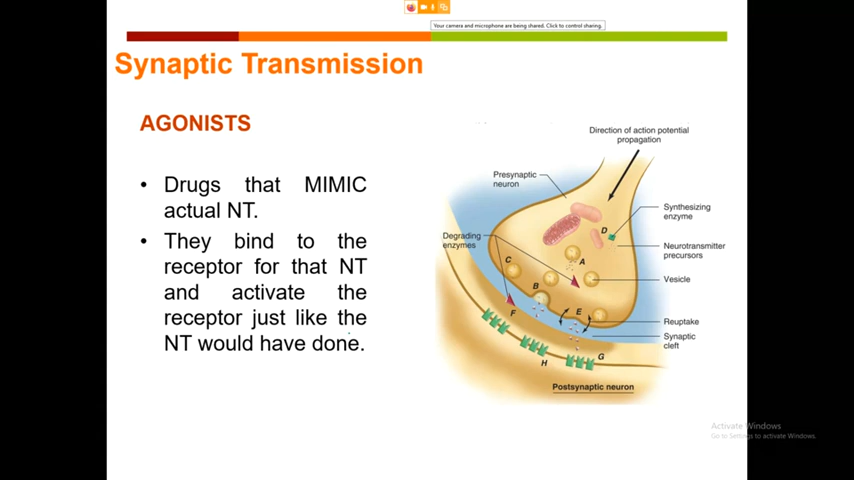 Your camera and microphone are being shared. Click to control sharing.
Synaptic Transmission
AGONISTS
• Drugs that MIMIC
actual NT.
• They bind to the
receptor for that NT
and activate the
receptor just like the
NT would have done.
Direction of action potential
propagation
Presynaptic
neuron
Synthesizing
enzyme
D
Degrading
enzymes
Neurotransmitter
precursors
C
A
Vesicle
B
F
E
Reuptake
Synaptic
cleft
G
H
Postsynaptic neuron
Activate Windows
Go to Settings to activate Windows.